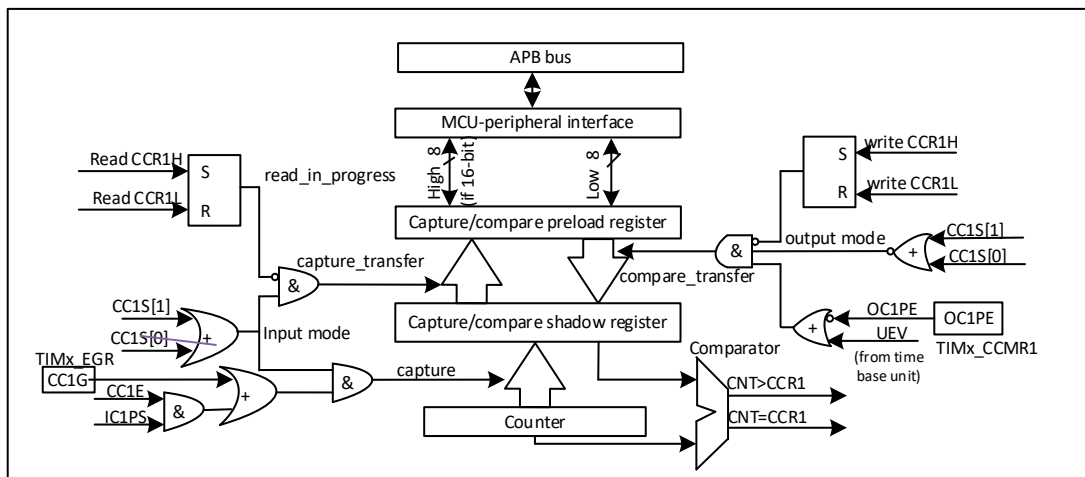 APB bus
MCU-peripheral interface
High 8
(if 16-bit)
Low 8
Read CCR1H
Read CCR1L
S
R
read_in_progress
write CCR1H
write CCR1L
S
R
Capture/compare preload register
&
output mode
CC1S[1]
CC1S[0]
+
capture_transfer
&
compare_transfer
CC1S[1]
CC1S[0]
+
Input mode
Capture/compare shadow register
+
OC1PE
UEV
(from time
base unit)
OC1PE
TIMx_CCMR1
TIMx_EGR
CC1G
CC1E
IC1PS
&
+
&
capture
Comparator
CNT>CCR1
CNT=CCR1
Counter